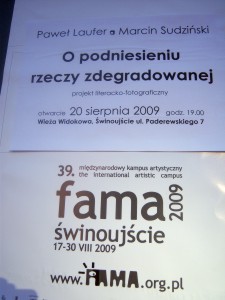 Paweł Laufer a Marcin Sudziński
O podniesieniu
rzeczy zdegradowanej
projekt literacko-fotograficzny
otwarcie 20 sierpnia 2009 godz. 19.00
Wieża Widokowa, Świnoujście ul. Paderewskiego 7
39. międzynarodowy kampus artystyczny
the international artistic campus
fama 2009
świnoujście
17-30 VIII 2009
www.FAMA.org.pl